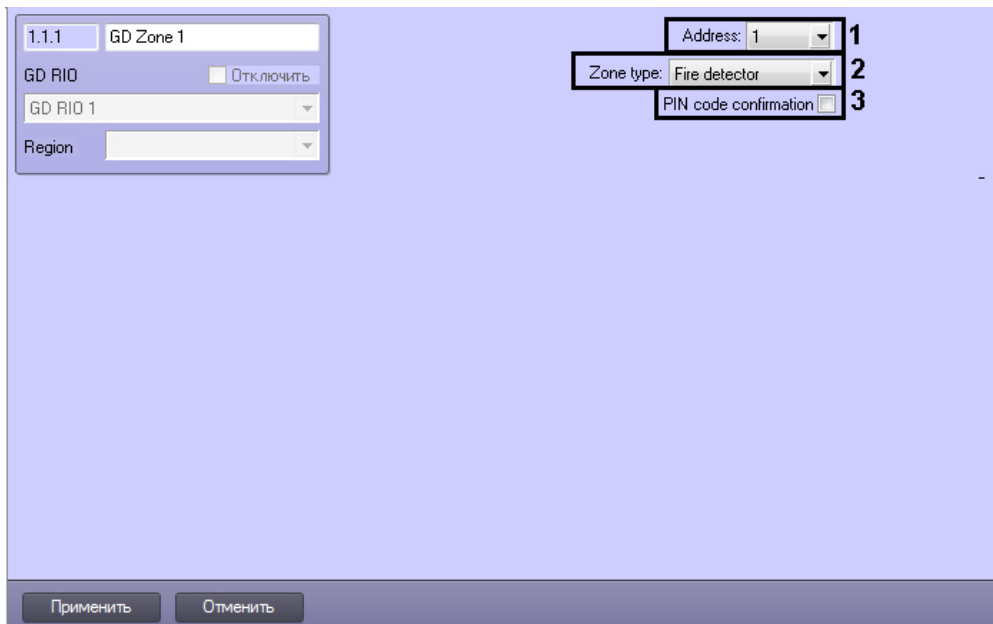 1.1.1 GD Zone 1
GD RIO Отключить
GD RIO 1
Region
Address: 1 1
Zone type: Fire detector 2
PIN code confirmation 3
-
Применить Отменить